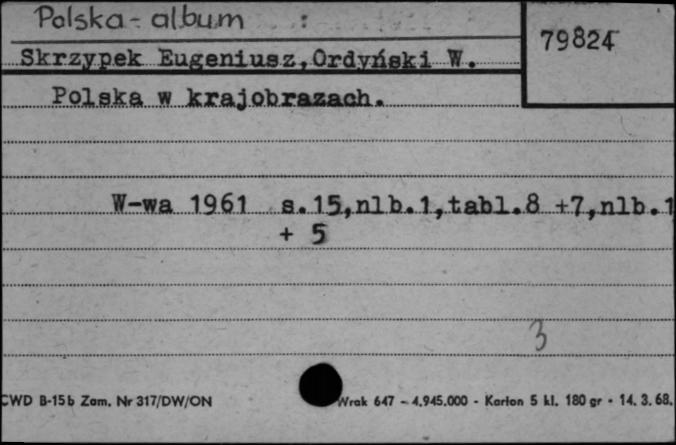 Polska - album :
79824
Skrzypek Eugeniusz, Ordyński W.
Polska w krajobrazach.
W-wa 1961 s.15,nlb.1,tabl.8 +7,nlb.1
+ 5
3
CWD B-15b Zam. Nr 317/DW/ON
Wrak 647 - 4.945.000 - Karton 5 kl. 180 gr - 14. 3. 68.